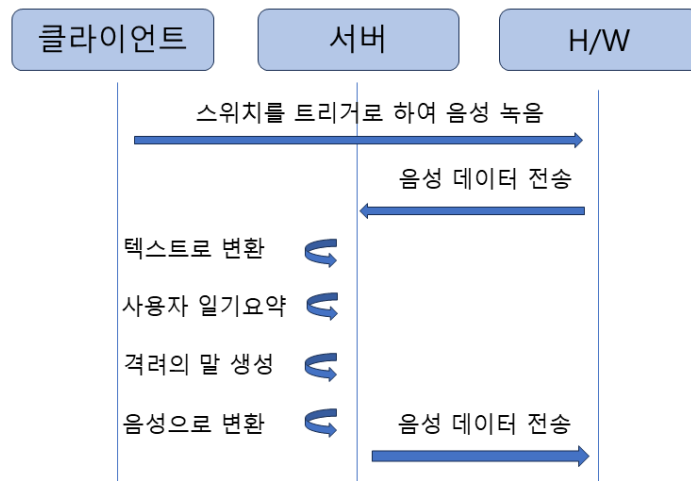 클라이언트
서버
H/W
스위치를 트리거로 하여 음성 녹음
음성 데이터 전송
텍스트로 변환
사용자 일기요약
격려의 말 생성
음성으로 변환
음성 데이터 전송